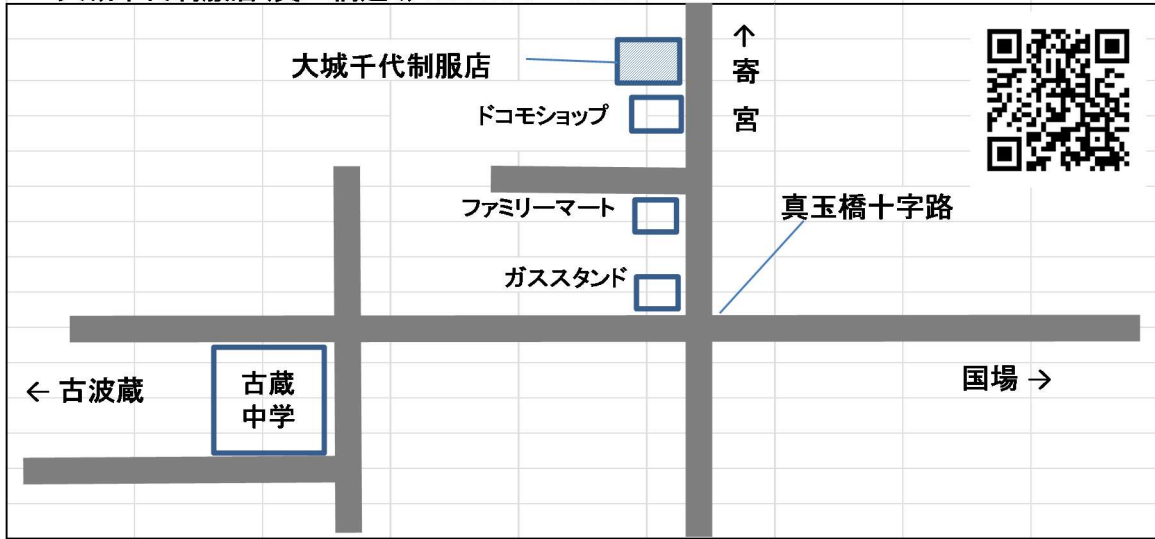 大城千代制服店
ドコモショップ
↑
寄
宮
ファミリーマート
真玉橋十字路
ガススタンド
← 古波蔵
古蔵
中学
国場 →